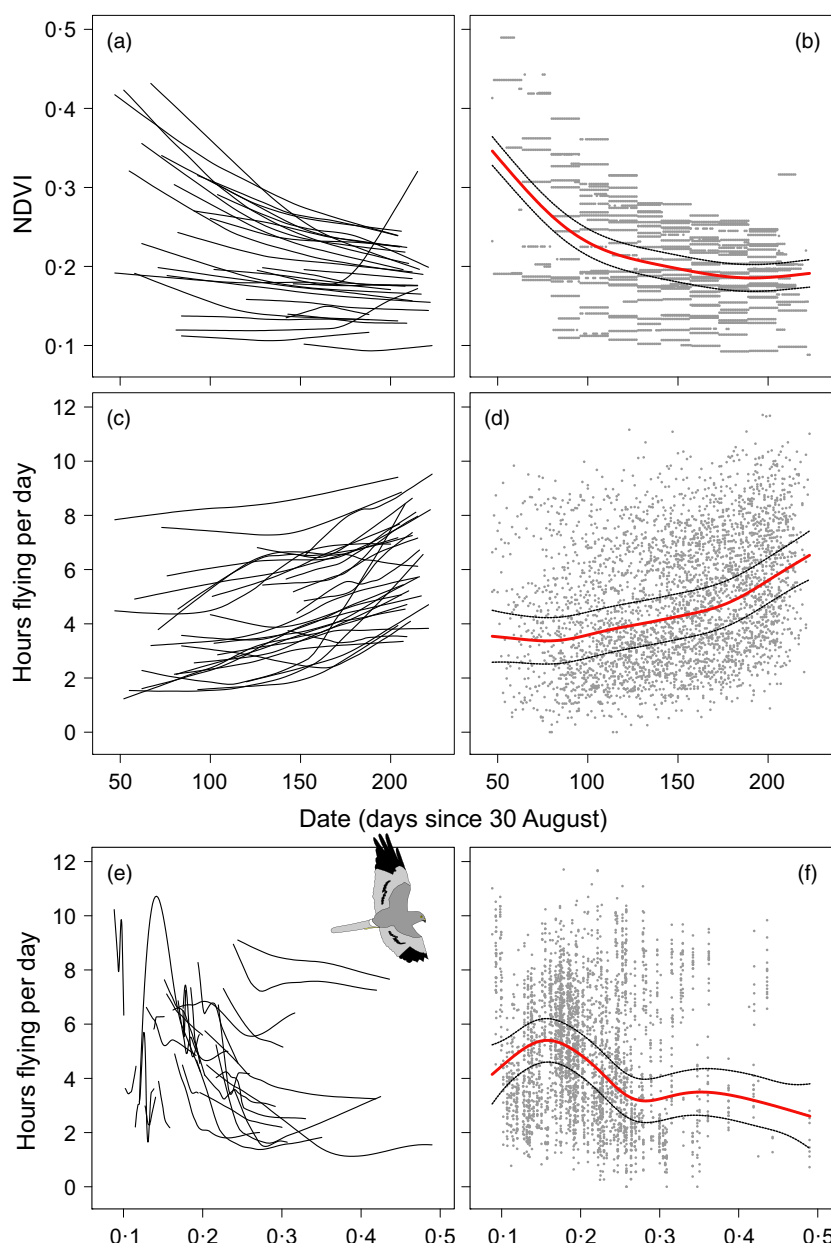 (a) (b)
0·5
0·4
0·3
0·2
0·1
NDVI
(c) (d)
12
10
8
6
4
2
0
Hours flying per day
50 100 150 200 50 100 150 200
Date (days since 30 August)
(e) (f)
12
10
8
6
4
2
0
Hours flying per day
0·1 0·2 0·3 0·4 0·5 0·1 0·2 0·3 0·4 0·5